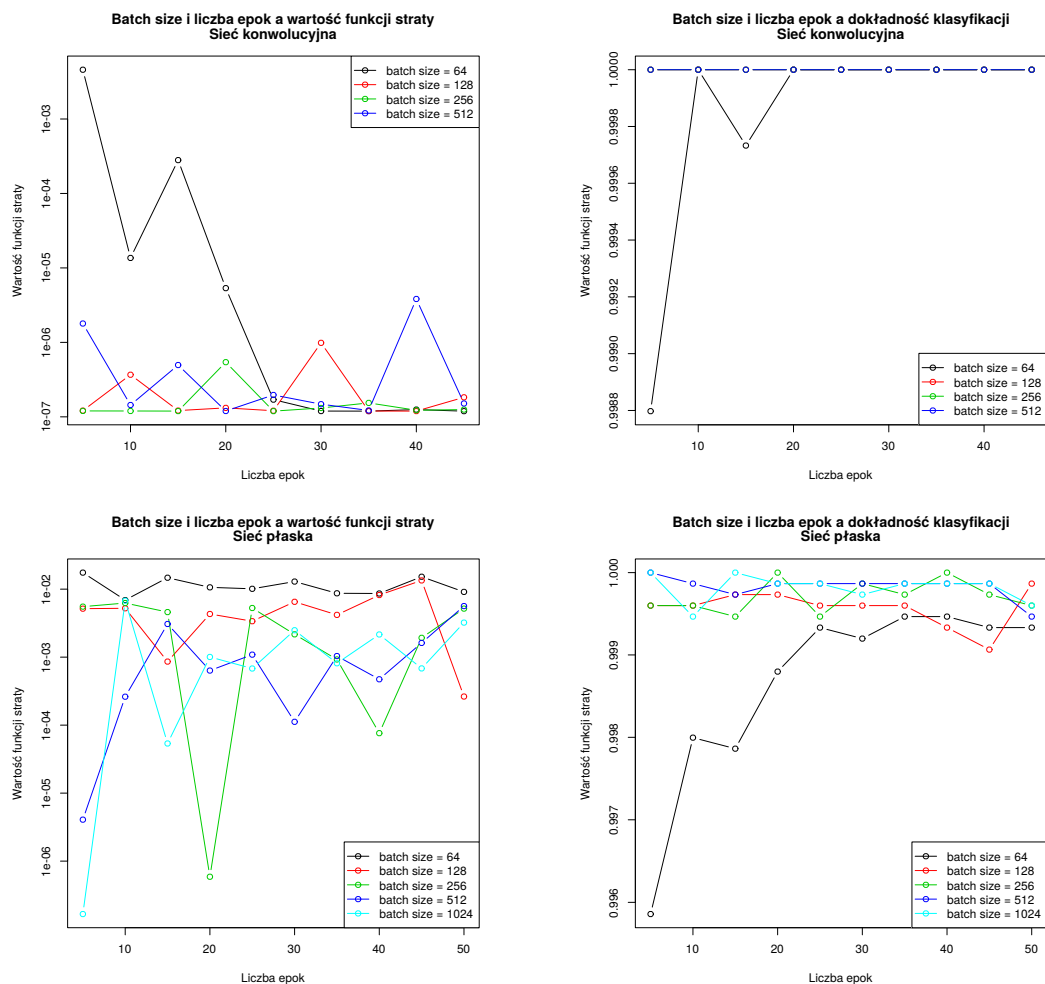 Batch size i liczba epok a wartość funkcji straty
Sieć konwolucyjna
Wartość funkcji straty
1e-03
1e-04
1e-05
1e-06
1e-07
batch size = 64
batch size = 128
batch size = 256
batch size = 512
10
20
30
40
Liczba epok
Batch size i liczba epok a dokładność klasyfikacji
Sieć konwolucyjna
Wartość funkcji straty
1.0000
0.9998
0.9996
0.9994
0.9992
0.9990
0.9988
batch size = 64
batch size = 128
batch size = 256
batch size = 512
10
20
30
40
Liczba epok
Batch size i liczba epok a wartość funkcji straty
Sieć płaska
Wartość funkcji straty
1e-02
1e-03
1e-04
1e-05
1e-06
batch size = 64
batch size = 128
batch size = 256
batch size = 512
batch size = 1024
10
20
30
40
50
Liczba epok
Batch size i liczba epok a dokładność klasyfikacji
Sieć płaska
Wartość funkcji straty
1.000
0.999
0.998
0.997
0.996
batch size = 64
batch size = 128
batch size = 256
batch size = 512
batch size = 1024
10
20
30
40
50
Liczba epok